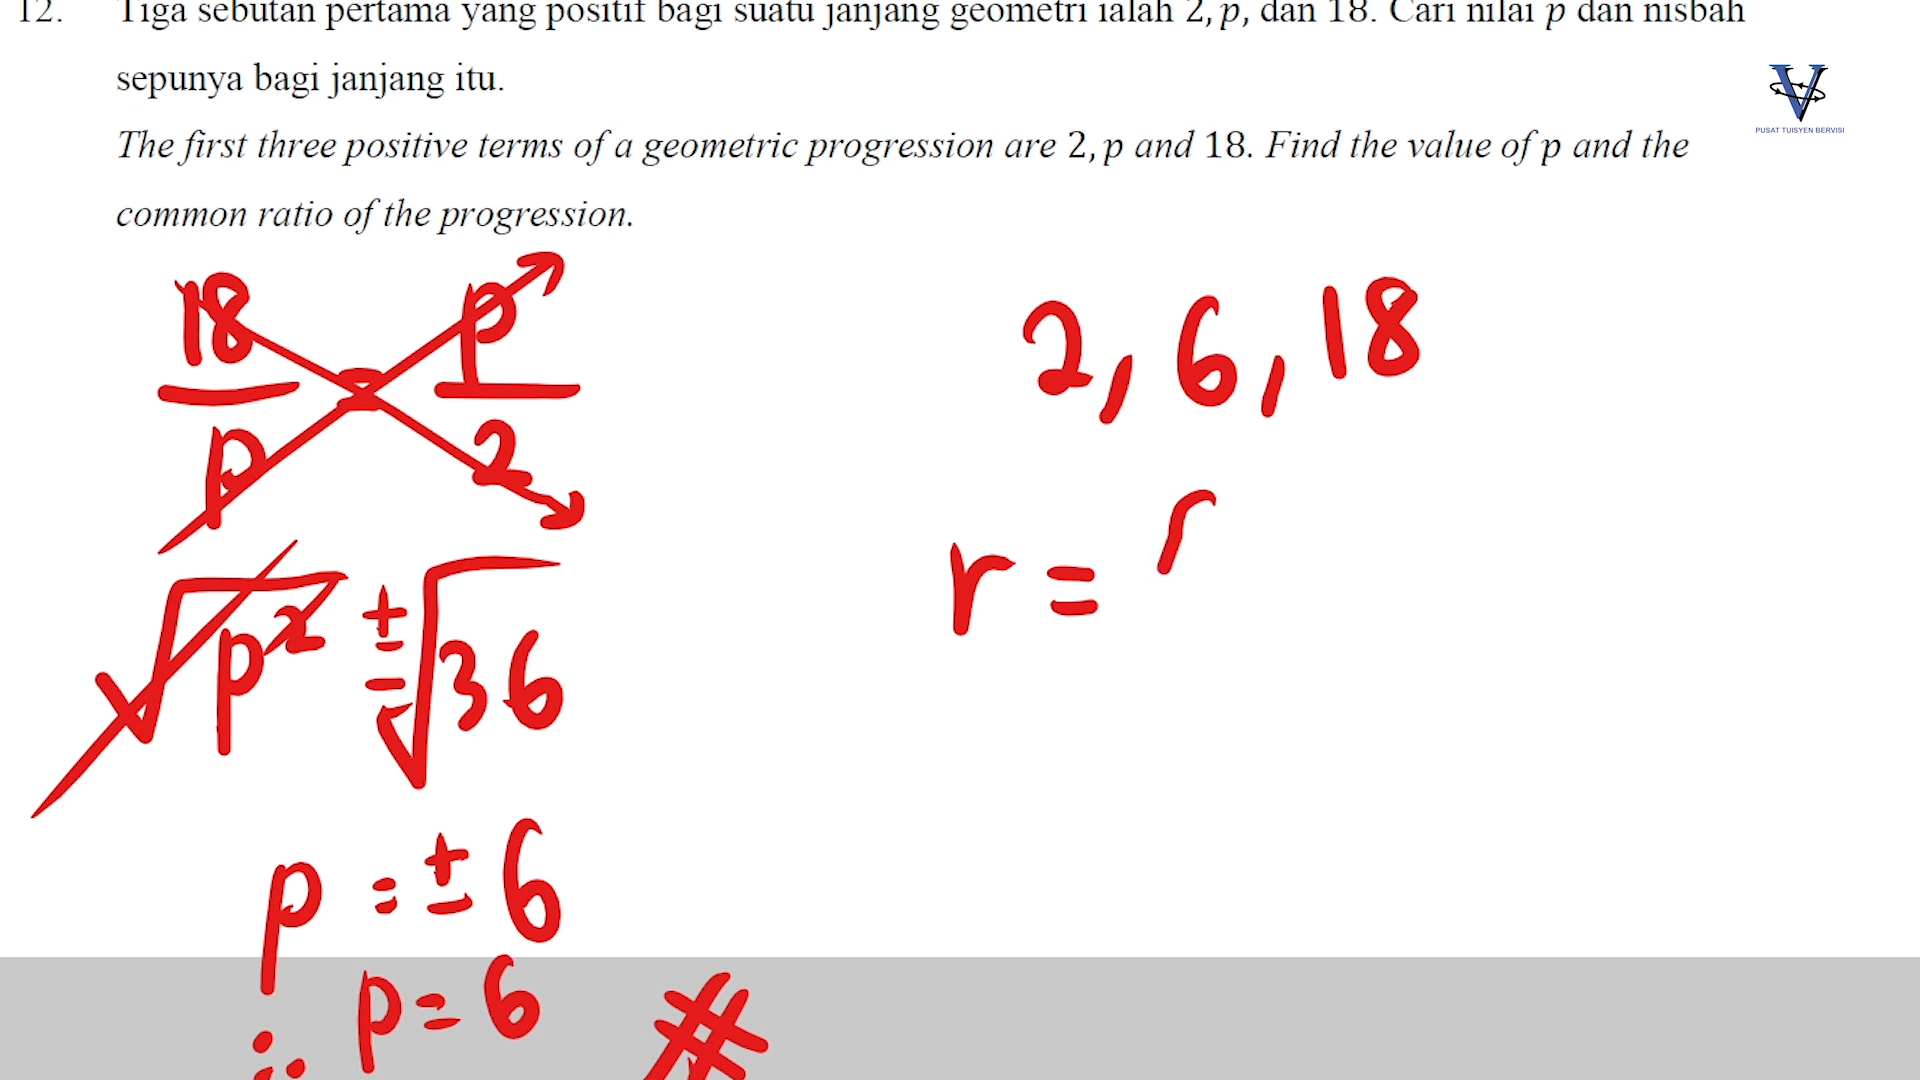 12. Tiga sebutan pertama yang positif bagi suatu janjang geometri ialah 2, p, dan 18. Cari nilai p dan nisbah
sepunya bagi janjang itu.
The first three positive terms of a geometric progression are 2, p and 18. Find the value of p and the
common ratio of the progression.
PUSAT TUISYEN BERVISI
18/p = p/2
√p² = ±√36
p = ±6
∴ p = 6 #
2, 6, 18
r =